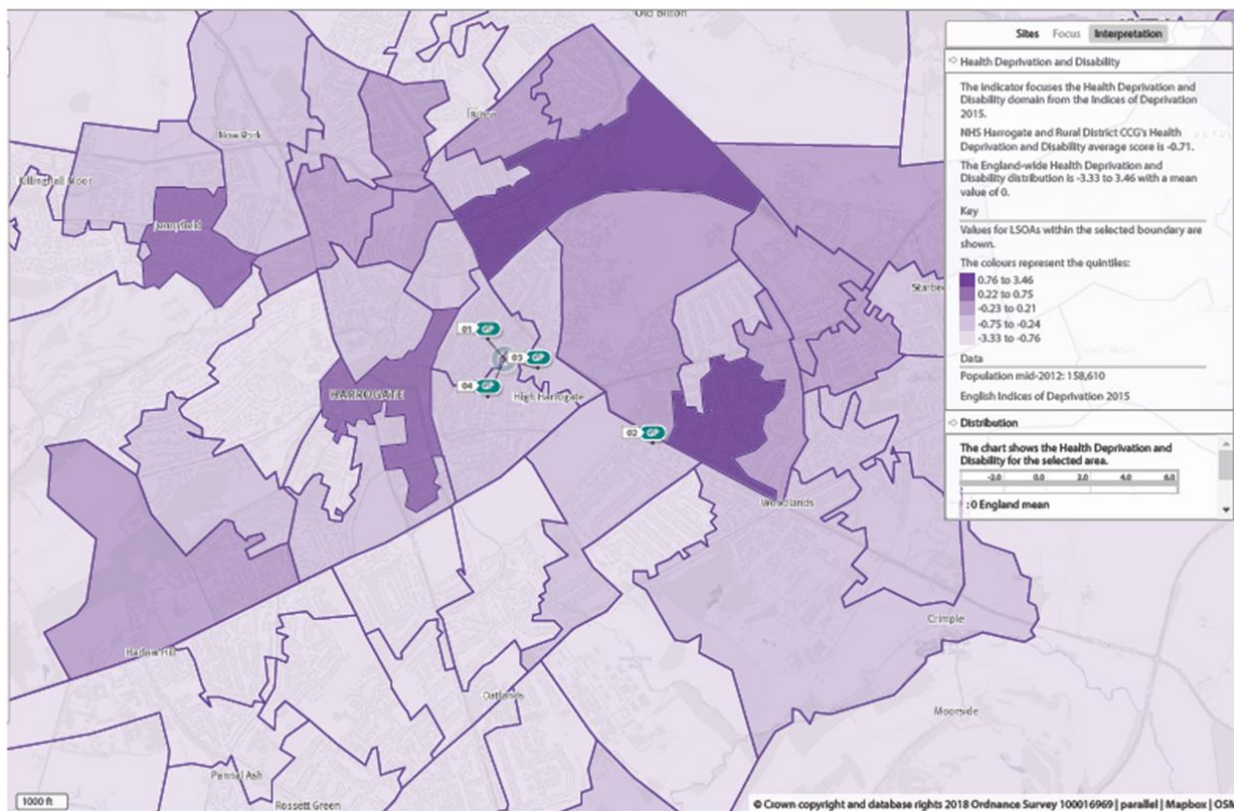 Old Bilton
Bilton
New Park
Killinghall Moor
Jennyfield
Starbec
HARROGATE
01 GP
03 GP
04 GP
High Harrogate
02 GP
Woodlands
Crimple
Harlow Hill
Oatlands
Moorside
Pannal Ash
Rossett Green
1000 ft
Sites Focus Interpretation
Health Deprivation and Disability
The Indicator focuses the Health Deprivation and
Disability domain from the Indices of Deprivation
2015.
NHS Harrogate and Rural District CCG's Health
Deprivation and Disability average score is -0.71.
The England-wide Health Deprivation and
Disability distribution is -3.33 to 3.46 with a mean
value of 0.
Key
Values for LSOAs within the selected boundary are
shown.
The colours represent the quintiles:
0.76 to 3.46
0.22 to 0.75
-0.23 to 0.21
-0.75 to -0.24
-3.33 to -0.76
Data
Population mid-2012: 158,610
English Indices of Deprivation 2015
Distribution
The chart shows the Health Deprivation and
Disability for the selected area.
-2.0 0.0 2.0 4.0 6.0
: 0 England mean
© Crown copyright and database rights 2018 Ordnance Survey 100016969 | parallel | Mapbox | OSM